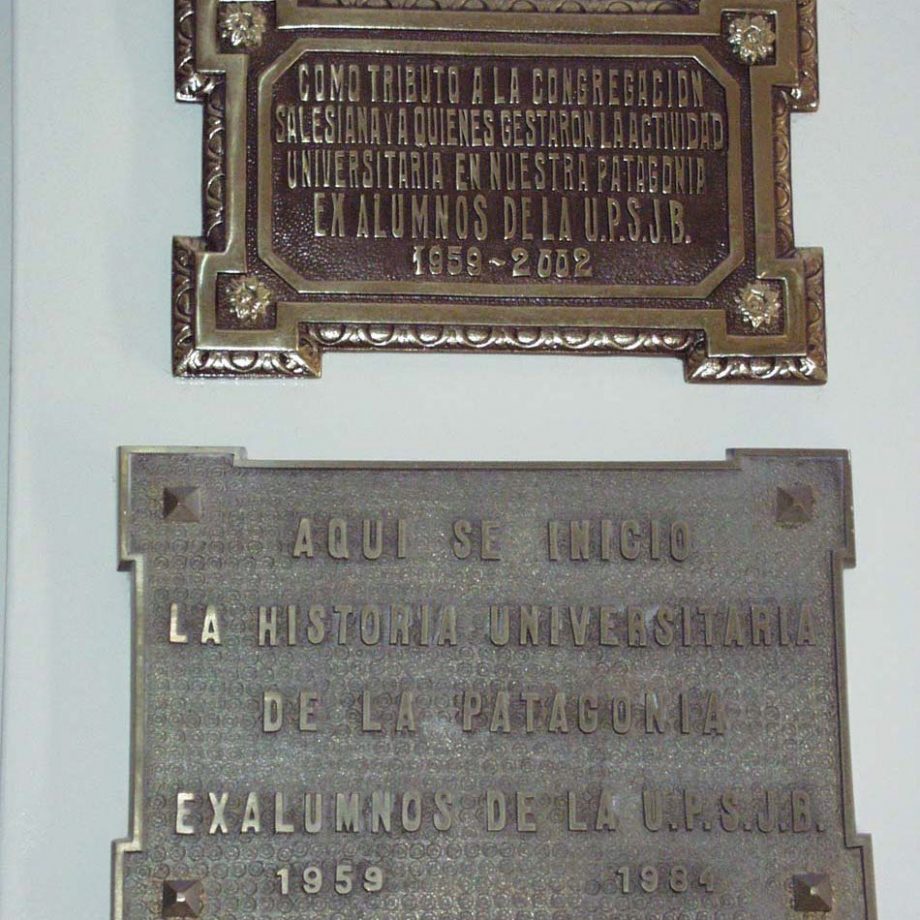 COMO TRIBUTO A LA CONGREGACION
SALESIANA Y A QUIENES GESTARON LA ACTIVIDAD
UNIVERSITARIA EN NUESTRA PATAGONIA
EX ALUMNOS DE LA U.P.S.J.B.
1959-2002
AQUI SE INICIO
LA HISTORIA UNIVERSITARIA
DE LA PATAGONIA
EXALUMNOS DE LA U.P.S.J.B.
1959 1984